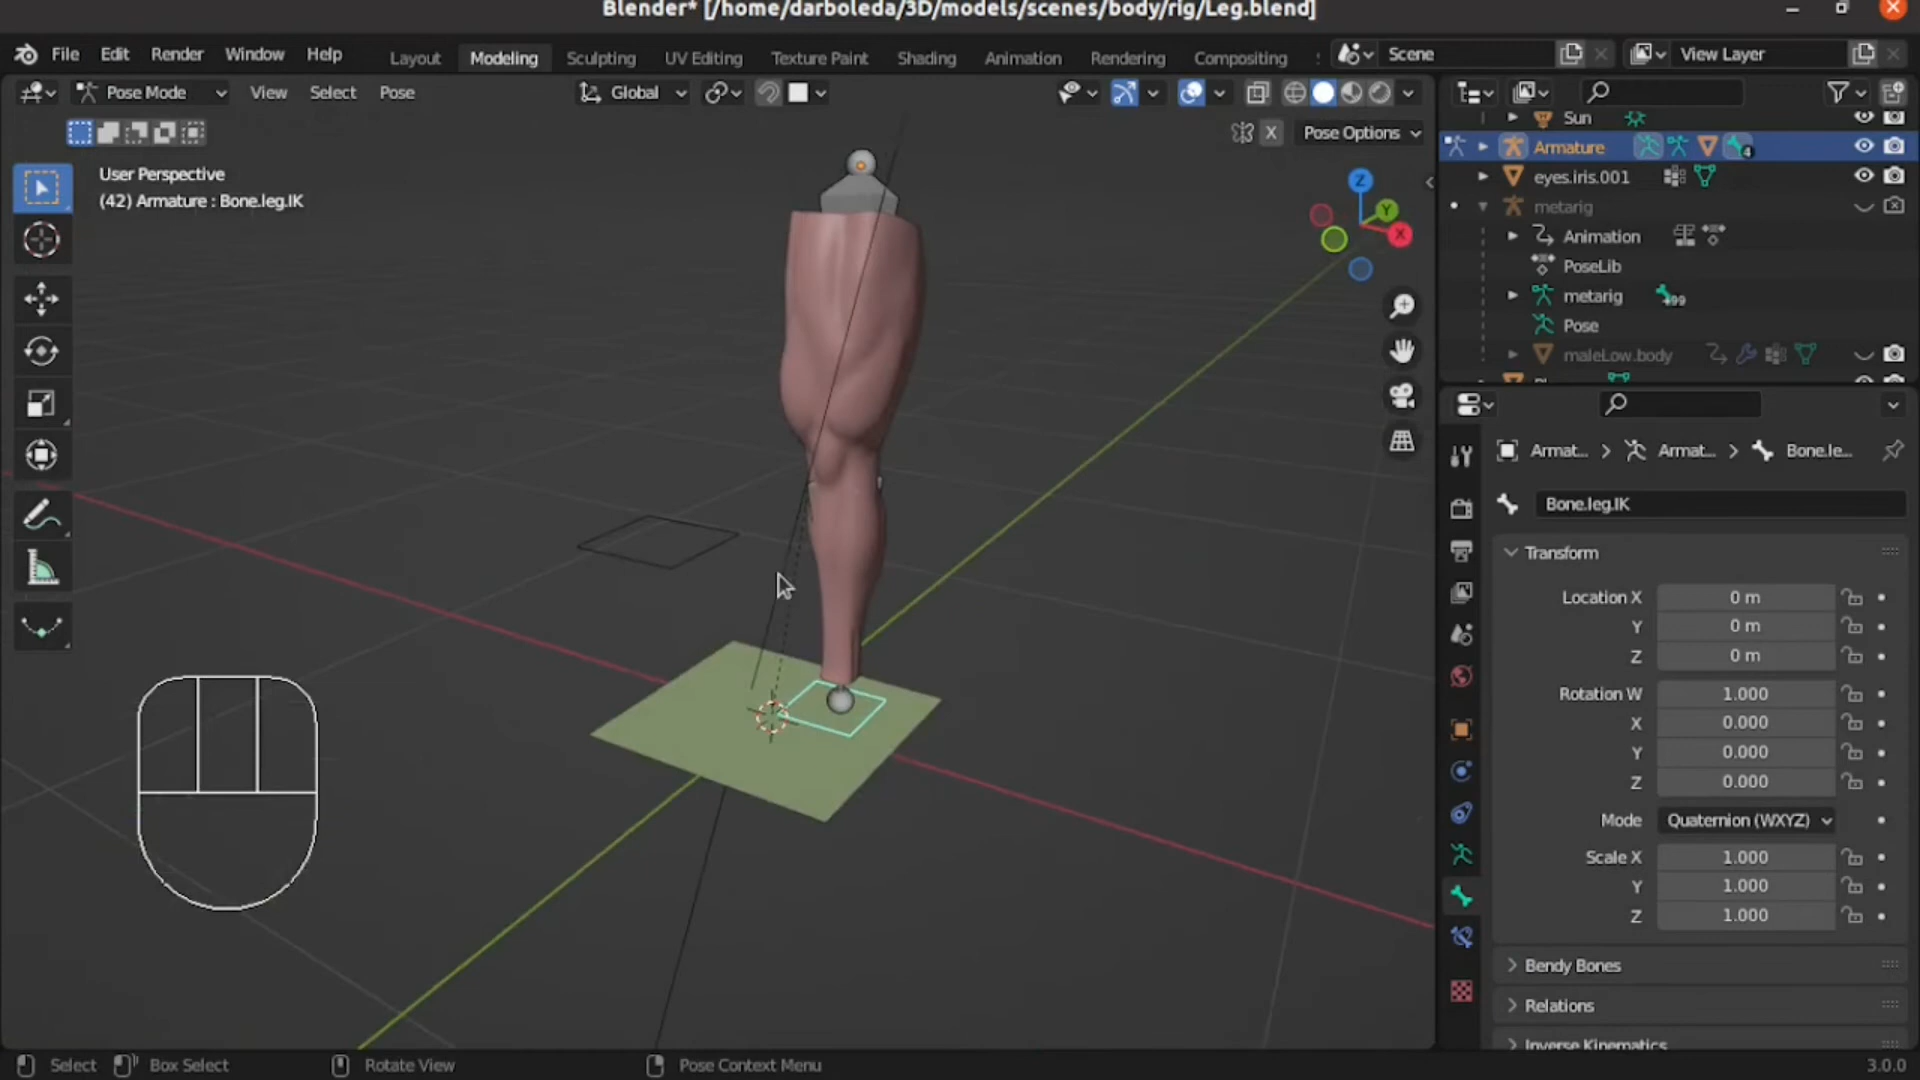 Blender* [/home/darboleda/3D/models/scenes/body/rig/Leg.blend]
File Edit Render Window Help Layout Modeling Sculpting UV Editing Texture Paint Shading Animation Rendering Compositing Scene View Layer
Pose Mode View Select Pose Global
X Pose Options
User Perspective
(42) Armature : Bone.leg.IK
Z
Y
X
Sun
Armature 4
eyes.iris.001
metarig
Animation
PoseLib
metarig 99
Pose
maleLow.body
Armat... Armat... Bone.le...
Bone.leg.IK
Transform
Location X 0 m
Y 0 m
Z 0 m
Rotation W 1.000
X 0.000
Y 0.000
Z 0.000
Mode Quaternion (WXYZ)
Scale X 1.000
Y 1.000
Z 1.000
Bendy Bones
Relations
Inverse Kinematics
Select Box Select Rotate View Pose Context Menu 3.0.0